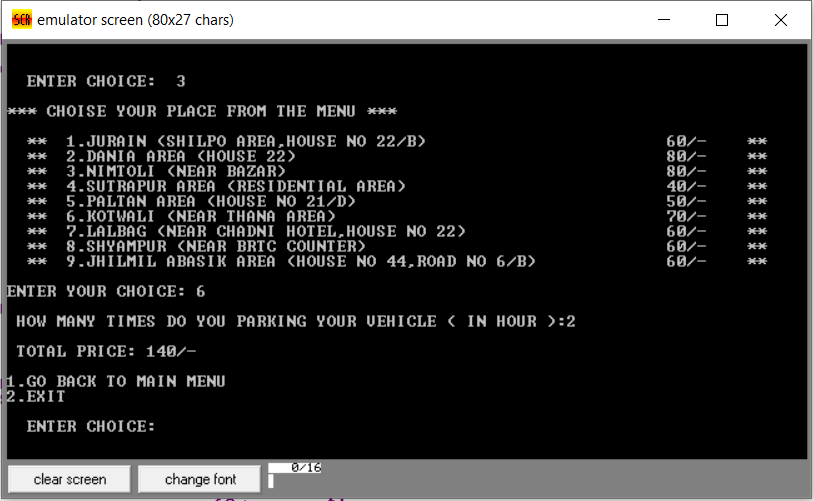 SCR emulator screen (80x27 chars)
ENTER CHOICE: 3
*** CHOISE YOUR PLACE FROM THE MENU ***
** 1.JURAIN (SHILPO AREA,HOUSE NO 22/B) 60/- **
** 2.DANIA AREA (HOUSE 22) 80/- **
** 3.NIMTOLI (NEAR BAZAR) 80/- **
** 4.SUTRAPUR AREA (RESIDENTIAL AREA) 40/- **
** 5.PALTAN AREA (HOUSE NO 21/D) 50/- **
** 6.KOTWALI (NEAR THANA AREA) 70/- **
** 7.LALBAG (NEAR CHADNI HOTEL,HOUSE NO 22) 60/- **
** 8.SHYAMPUR (NEAR BRTC COUNTER) 60/- **
** 9.JHILMIL ABASIK AREA (HOUSE NO 44,ROAD NO 6/B) 60/- **
ENTER YOUR CHOICE: 6
HOW MANY TIMES DO YOU PARKING YOUR VEHICLE ( IN HOUR ):2
TOTAL PRICE: 140/-
1.GO BACK TO MAIN MENU
2.EXIT
ENTER CHOICE:
clear screen change font 0/16